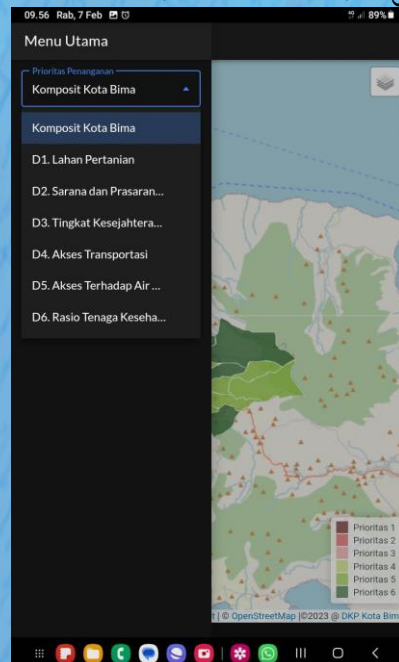 09.56 Rab, 7 Feb
89%
Menu Utama
Prioritas Penanganan
Komposit Kota Bima
Komposit Kota Bima
D1. Lahan Pertanian
D2. Sarana dan Prasaran...
D3. Tingkat Kesejahtera...
D4. Akses Transportasi
D5. Akses Terhadap Air ...
D6. Rasio Tenaga Keseha...
Prioritas 1
Prioritas 2
Prioritas 3
Prioritas 4
Prioritas 5
Prioritas 6
t | © OpenStreetMap |©2023 @ DKP Kota Bim